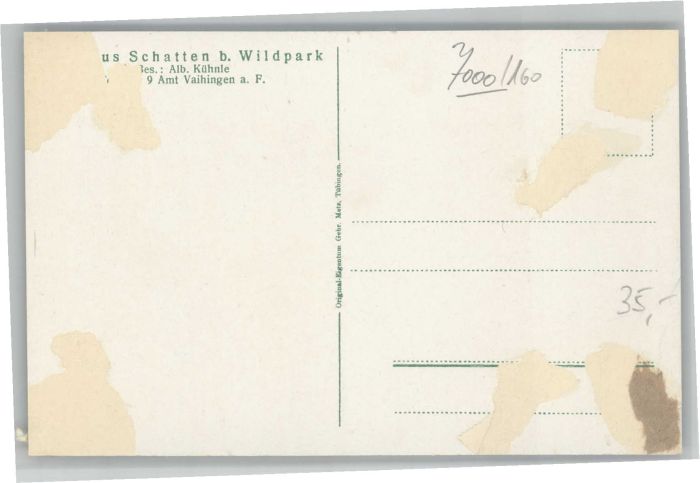 us Schatten b. Wildpark
Bes.: Alb. Kühnle
9 Amt Vaihingen a. F.
Original-Eigentum Gebr. Metz, Tübingen.
7000/160
35,-